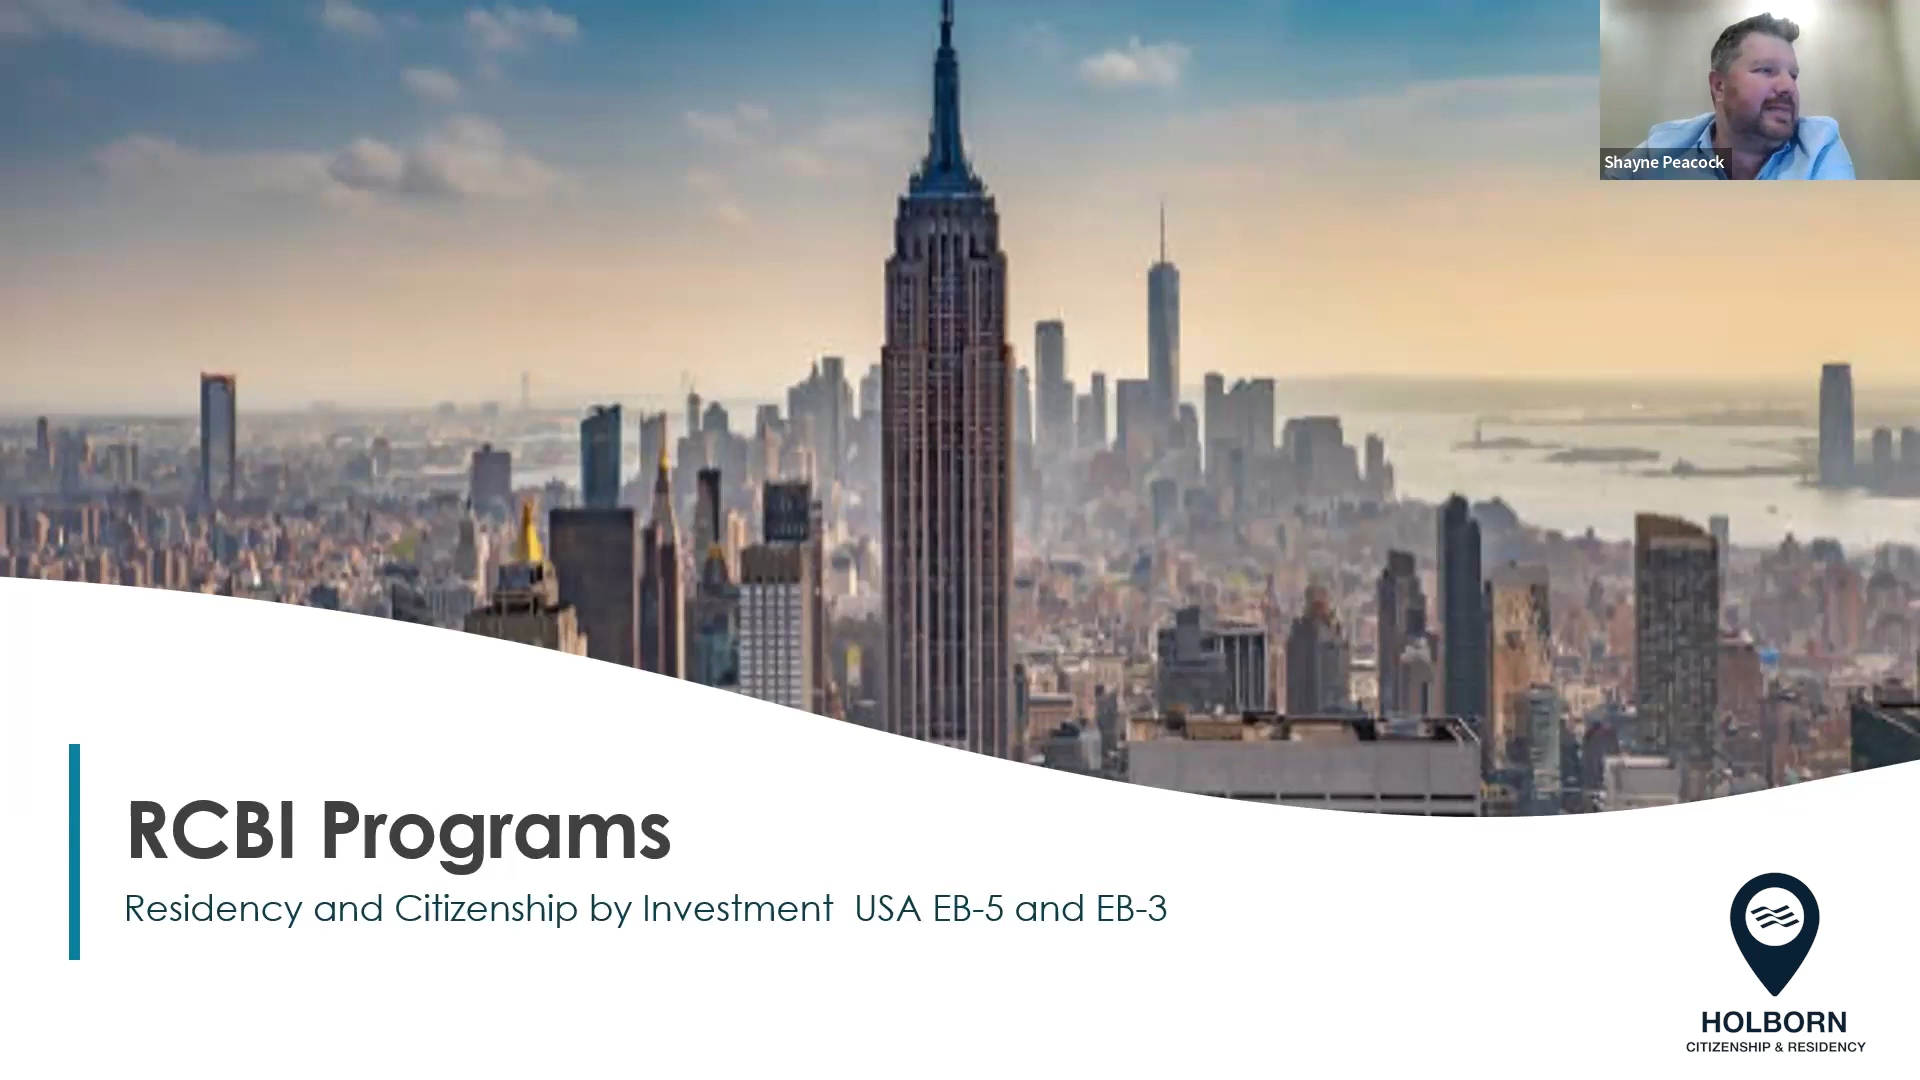 Shayne Peacock
RCBI Programs
Residency and Citizenship by Investment  USA EB-5 and EB-3
HOLBORN
CITIZENSHIP & RESIDENCY